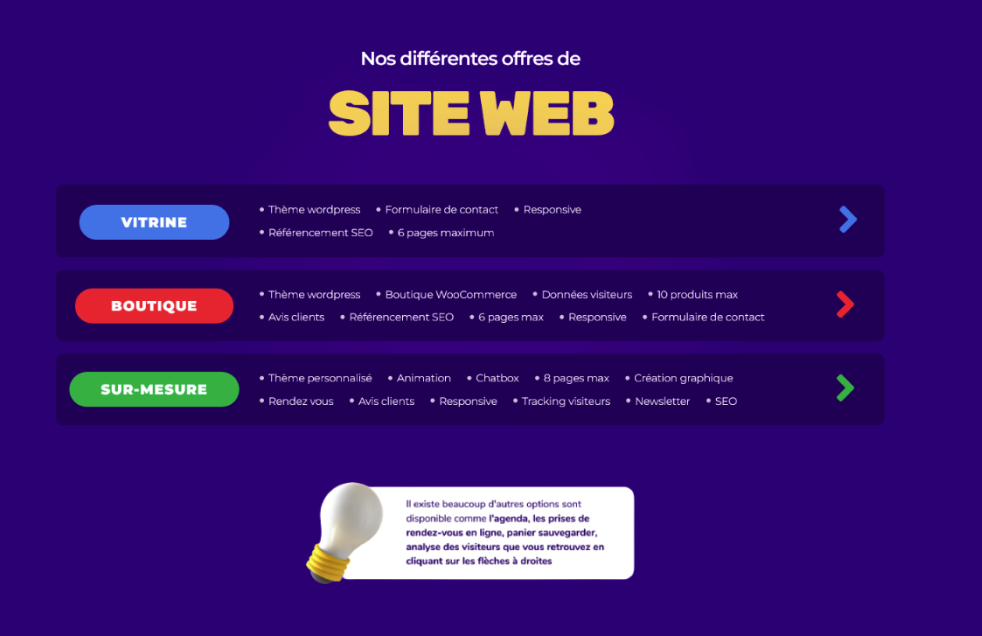 Nos différentes offres de
SITE WEB
VITRINE
• Thème wordpress • Formulaire de contact • Responsive
• Référencement SEO • 6 pages maximum
BOUTIQUE
• Thème wordpress • Boutique WooCommerce • Données visiteurs • 10 produits max
• Avis clients • Référencement SEO • 6 pages max • Responsive • Formulaire de contact
SUR-MESURE
• Thème personnalisé • Animation • Chatbox • 8 pages max • Création graphique
• Rendez vous • Avis clients • Responsive • Tracking visiteurs • Newsletter • SEO
Il existe beaucoup d'autres options sont
disponible comme l'agenda, les prises de
rendez-vous en ligne, panier sauvegarder,
analyse des visiteurs que vous retrouvez en
cliquant sur les flèches à droites